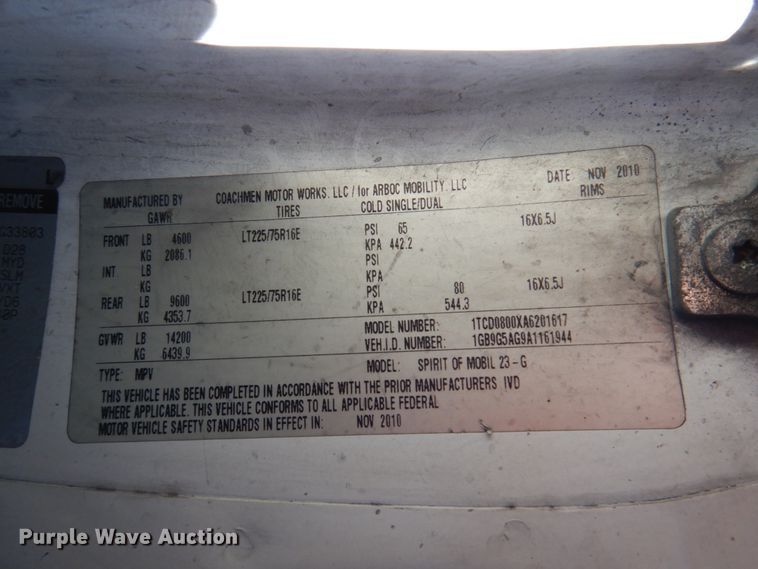 REMOVE
MANUFACTURED BY COACHMEN MOTOR WORKS, LLC / for ARBOC MOBILITY, LLC DATE: NOV 2010
GAWR TIRES COLD SINGLE/DUAL RIMS
FRONT LB 4600 LT225/75R16E PSI 65 16X6.5J
KG 2086.1 KPA 442.2
INT LB PSI
KG KPA
REAR LB 9600 LT225/75R16E PSI 80 16X6.5J
KG 4353.7 KPA 544.3
GVWR LB 14200 MODEL NUMBER: 1TCD0800XA6201617
KG 6439.9 VEH.I.D. NUMBER: 1GB9G5AG9A1161944
TYPE: MPV MODEL: SPIRIT OF MOBIL 23-G
THIS VEHICLE HAS BEEN COMPLETED IN ACCORDANCE WITH THE PRIOR MANUFACTURERS IVD
WHERE APPLICABLE. THIS VEHICLE CONFORMS TO ALL APPLICABLE FEDERAL
MOTOR VEHICLE SAFETY STANDARDS IN EFFECT IN: NOV 2010
Purple Wave Auction